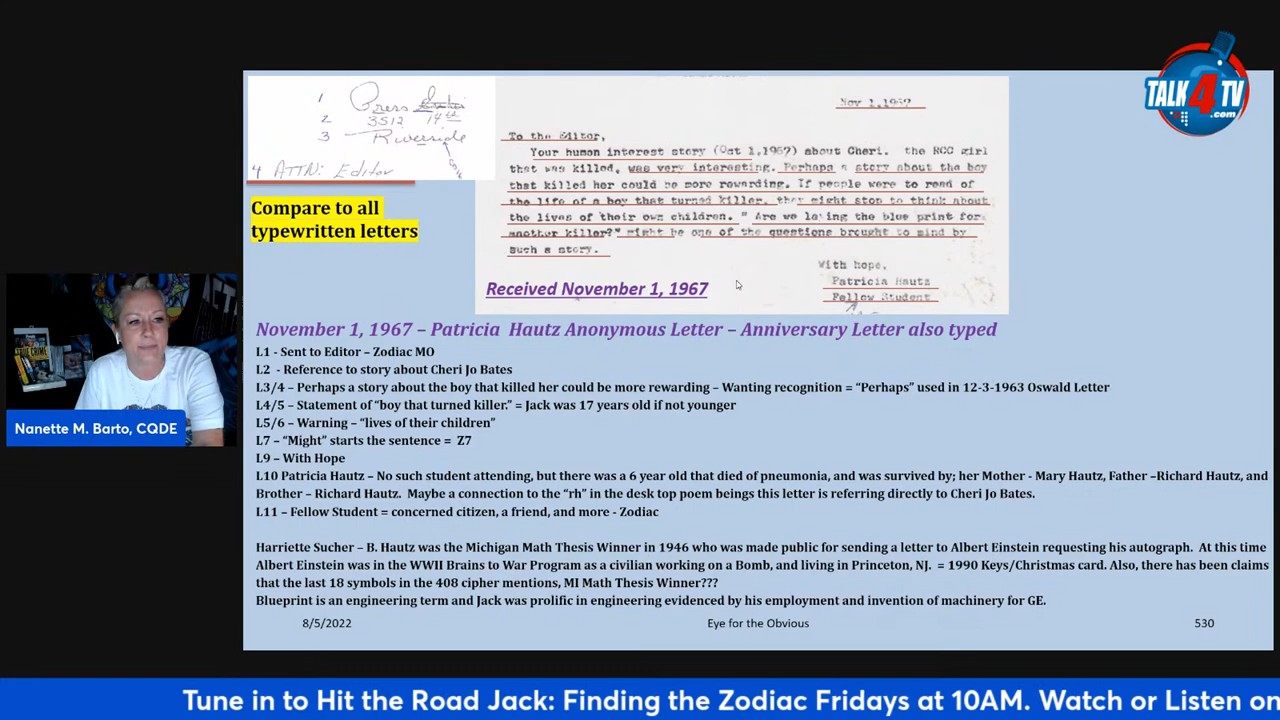 TALK 4 TV .com
1 Press
2 3512 14th
3 Riverside
4 ATTN: Editor
Nov 1,1967
To the Editor,
Your human interest story (Oct 1,1967) about Cheri. the RCC girl
that was killed, was very interesting. Perhaps a story about the boy
that killed her could be more rewarding. If people were to read of
the life of a boy that turned killer, they might stop to think about
the lives of their own children. " Are we laying the blue print for
another killer?" might be one of the questions brought to mind by
such a story.
With hope,
Patricia Hautz
Fellow Student
Compare to all
typewritten letters
Received November 1, 1967
November 1, 1967 – Patricia Hautz Anonymous Letter – Anniversary Letter also typed
L1 - Sent to Editor – Zodiac MO
L2 - Reference to story about Cheri Jo Bates
L3/4 – Perhaps a story about the boy that killed her could be more rewarding – Wanting recognition = “Perhaps” used in 12-3-1963 Oswald Letter
L4/5 – Statement of “boy that turned killer.” = Jack was 17 years old if not younger
L5/6 – Warning – “lives of their children”
L7 – “Might” starts the sentence = Z7
L9 – With Hope
L10 Patricia Hautz – No such student attending, but there was a 6 year old that died of pneumonia, and was survived by; her Mother - Mary Hautz, Father –Richard Hautz, and
Brother – Richard Hautz. Maybe a connection to the “rh” in the desk top poem beings this letter is referring directly to Cheri Jo Bates.
L11 – Fellow Student = concerned citizen, a friend, and more - Zodiac
Harriette Sucher – B. Hautz was the Michigan Math Thesis Winner in 1946 who was made public for sending a letter to Albert Einstein requesting his autograph. At this time
Albert Einstein was in the WWII Brains to War Program as a civilian working on a Bomb, and living in Princeton, NJ. = 1990 Keys/Christmas card. Also, there has been claims
that the last 18 symbols in the 408 cipher mentions, MI Math Thesis Winner???
Blueprint is an engineering term and Jack was prolific in engineering evidenced by his employment and invention of machinery for GE.
8/5/2022 Eye for the Obvious 530
TRUE CRIME
Nanette M. Barto, CQDE
Tune in to Hit the Road Jack: Finding the Zodiac Fridays at 10AM. Watch or Listen on